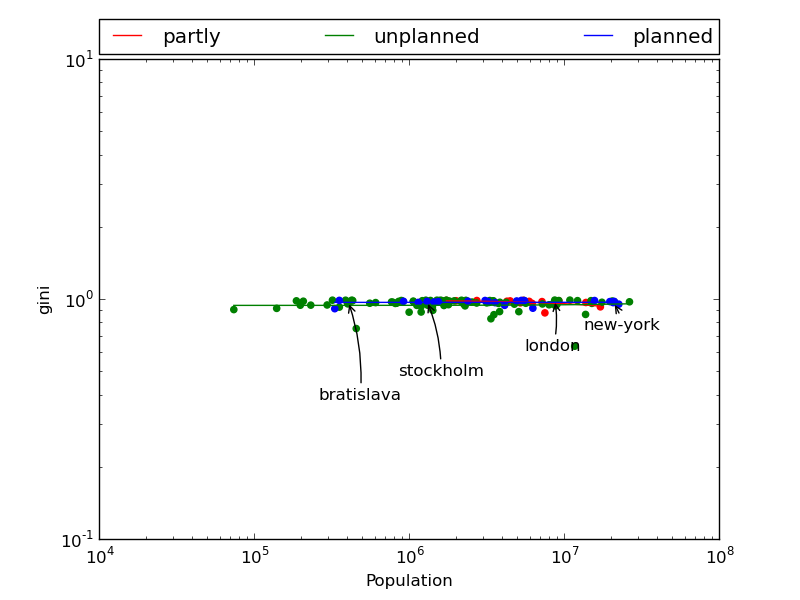 partly unplanned planned
10^1
gini
10^0
new-york
london
stockholm
bratislava
10^-1
10^4 10^5 10^6 10^7 10^8
Population